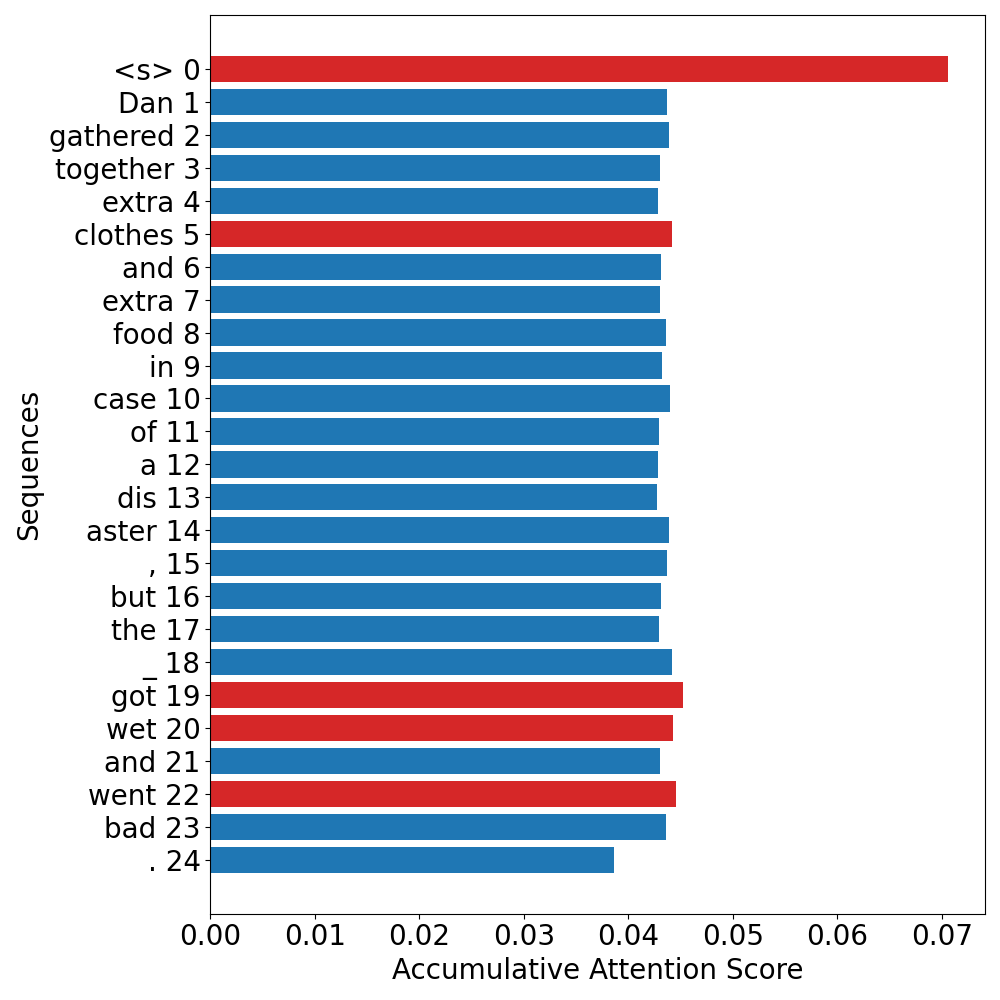 <s> 0
Dan 1
gathered 2
together 3
extra 4
clothes 5
and 6
extra 7
food 8
in 9
case 10
of 11
a 12
dis 13
aster 14
, 15
but 16
the 17
_ 18
got 19
wet 20
and 21
went 22
bad 23
. 24
Sequences
0.00 0.01 0.02 0.03 0.04 0.05 0.06 0.07
Accumulative Attention Score